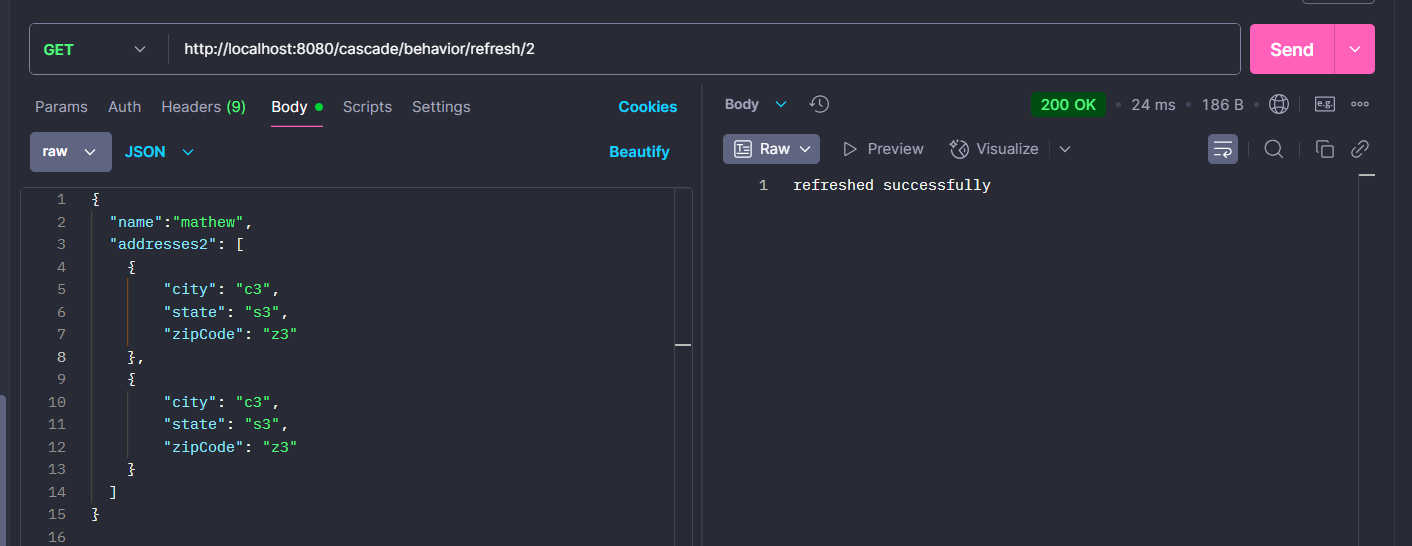 GET http://localhost:8080/cascade/behavior/refresh/2 Send
Params Auth Headers (9) Body Scripts Settings Cookies
raw JSON Beautify
1 {
2 "name":"mathew",
3 "addresses2": [
4 {
5 "city": "c3",
6 "state": "s3",
7 "zipCode": "z3"
8 },
9 {
10 "city": "c3",
11 "state": "s3",
12 "zipCode": "z3"
13 }
14 ]
15 }
16
Body 200 OK 24 ms 186 B e.g.
Raw Preview Visualize
1 refreshed successfully